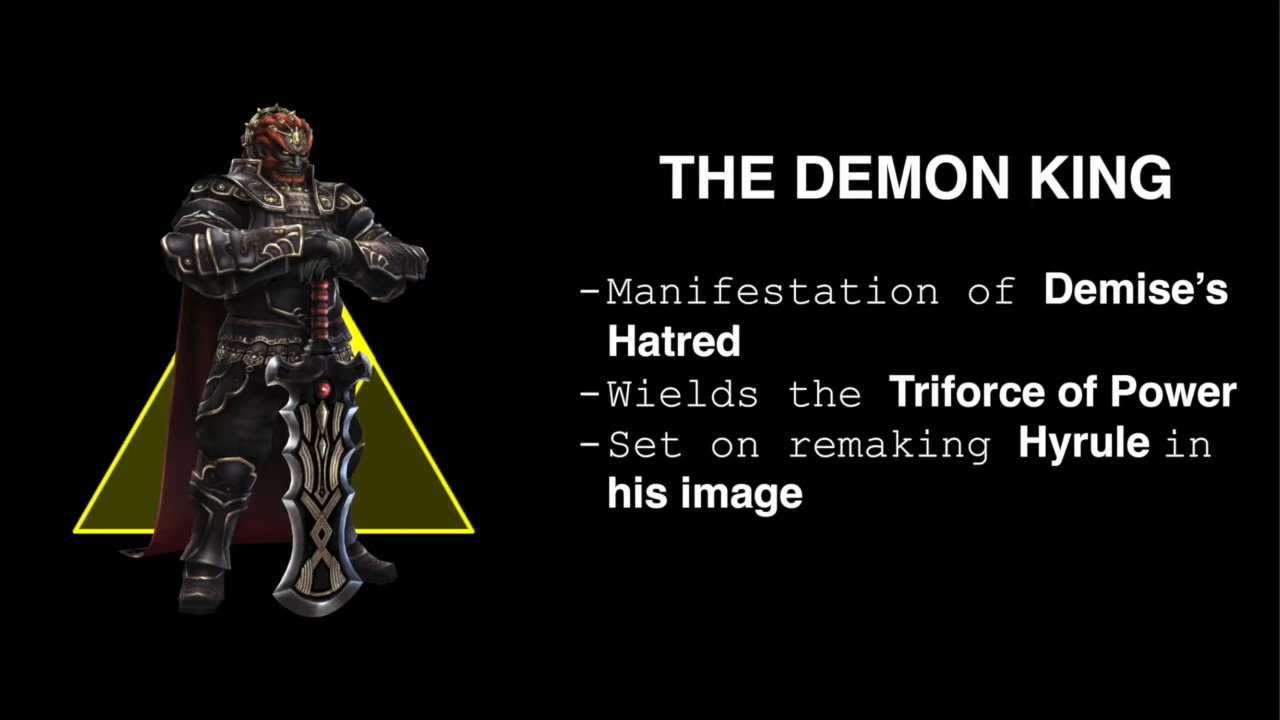 THE DEMON KING
-Manifestation of Demise’s
Hatred
-Wields the Triforce of Power
-Set on remaking Hyrule in
his image